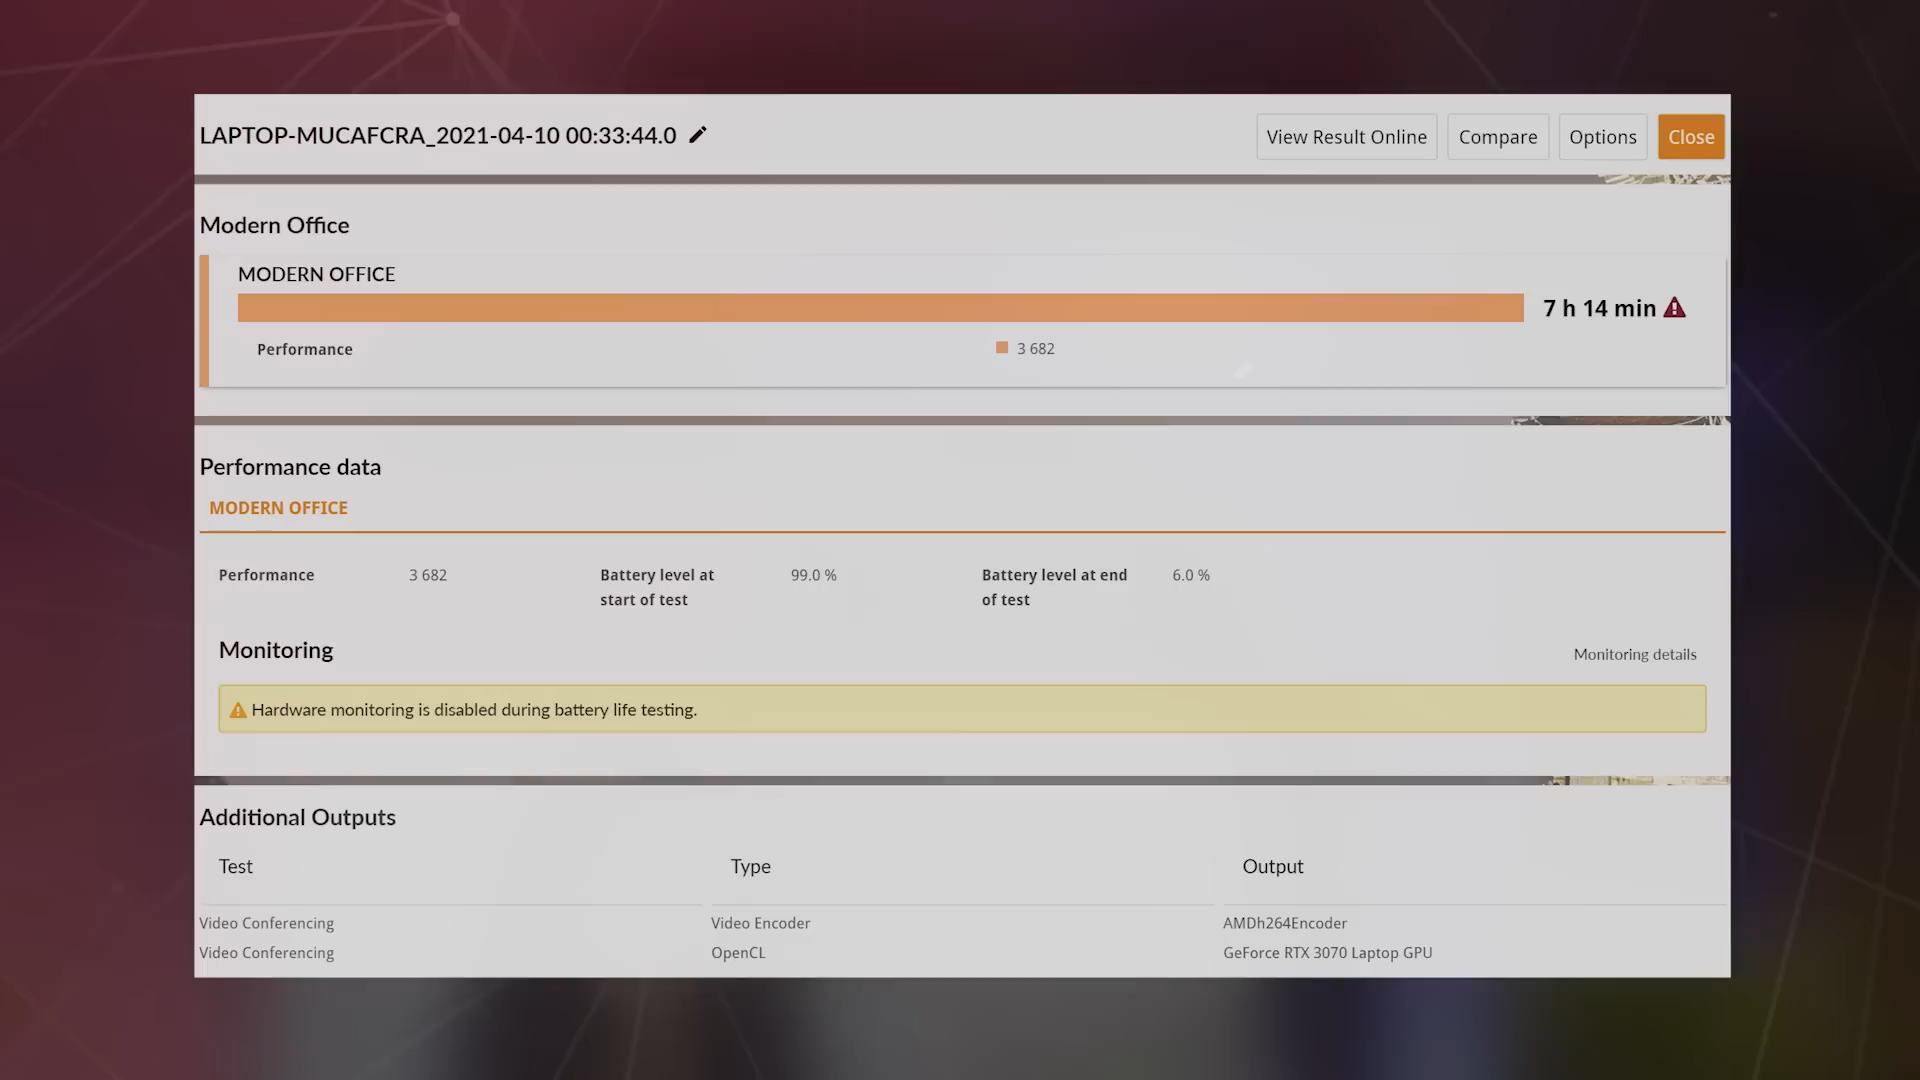 LAPTOP-MUCAFCRA_2021-04-10 00:33:44.0
View Result Online
Compare
Options
Close
Modern Office
MODERN OFFICE
7 h 14 min
Performance
3 682
Performance data
MODERN OFFICE
Performance
3 682
Battery level at
start of test
99.0 %
Battery level at end
of test
6.0 %
Monitoring
Monitoring details
Hardware monitoring is disabled during battery life testing.
Additional Outputs
Test
Type
Output
Video Conferencing
Video Encoder
AMDh264Encoder
Video Conferencing
OpenCL
GeForce RTX 3070 Laptop GPU